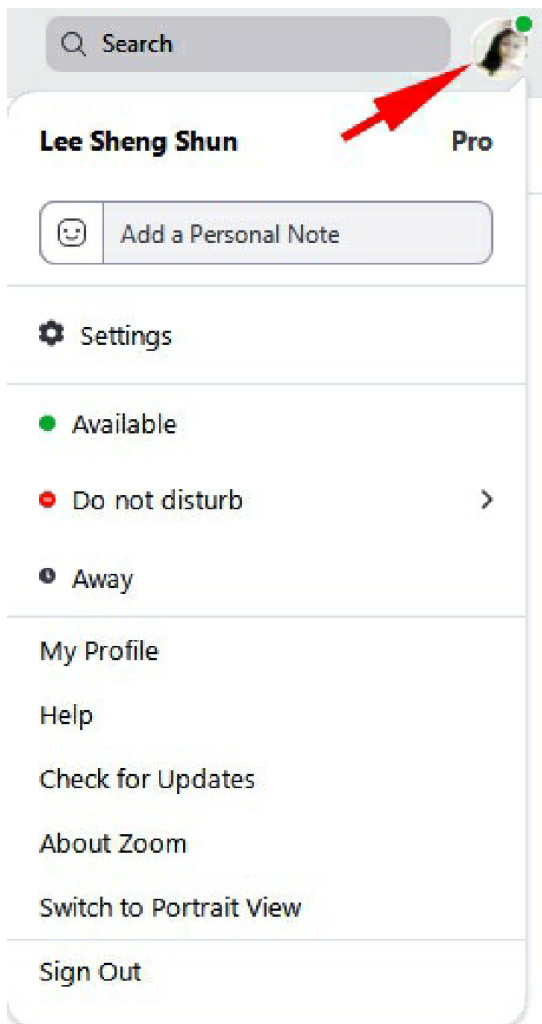 Search
Lee Sheng Shun Pro
Add a Personal Note
Settings
Available
Do not disturb
Away
My Profile
Help
Check for Updates
About Zoom
Switch to Portrait View
Sign Out